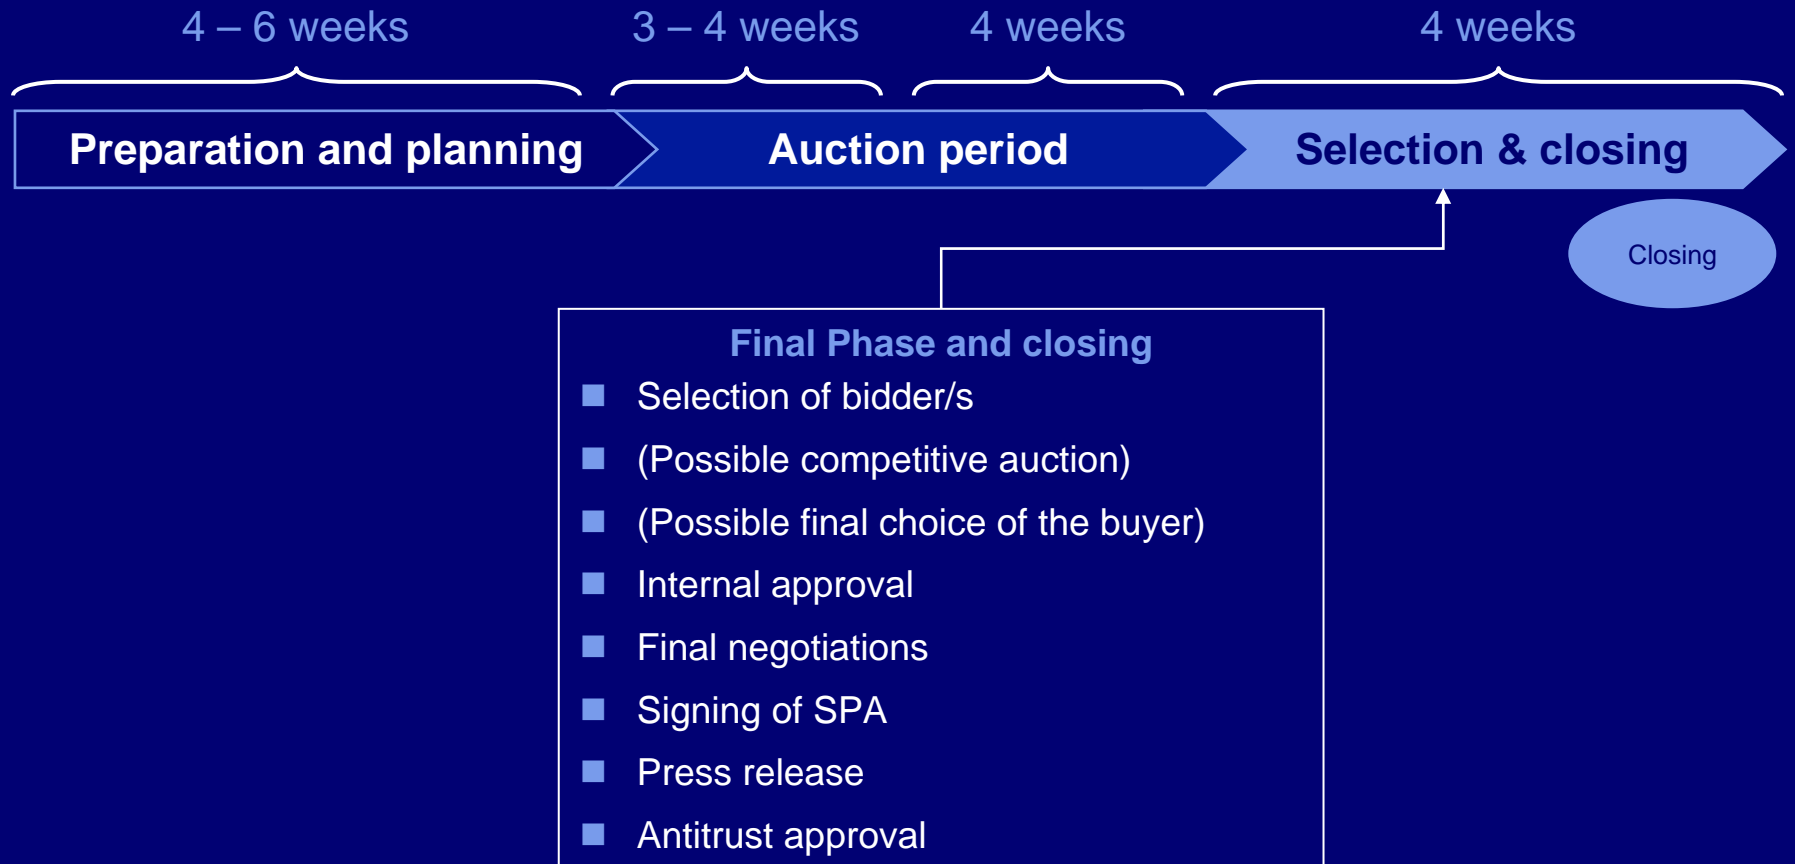 4 – 6 weeks
3 – 4 weeks
4 weeks
4 weeks
Preparation and planning
Auction period
Selection & closing
Closing
Final Phase and closing
Selection of bidder/s
(Possible competitive auction)
(Possible final choice of the buyer)
Internal approval
Final negotiations
Signing of SPA
Press release
Antitrust approval